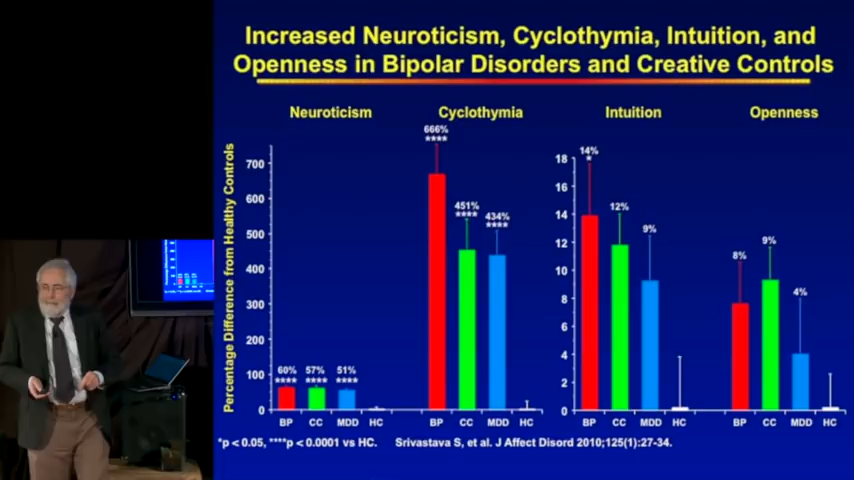 Increased Neuroticism, Cyclothymia, Intuition, and
Openness in Bipolar Disorders and Creative Controls
Neuroticism
Cyclothymia
Intuition
Openness
Percentage Difference from Healthy Controls
700
600
500
400
300
200
100
0
60%
****
57%
****
51%
****
BP
CC
MDD
HC
666%
****
451%
****
434%
****
BP
CC
MDD
HC
18
16
14
12
10
8
6
4
2
0
14%
*
12%
9%
BP
CC
MDD
HC
8%
9%
4%
BP
CC
MDD
HC
*p < 0.05, ****p < 0.0001 vs HC. Srivastava S, et al. J Affect Disord 2010;125(1):27-34.